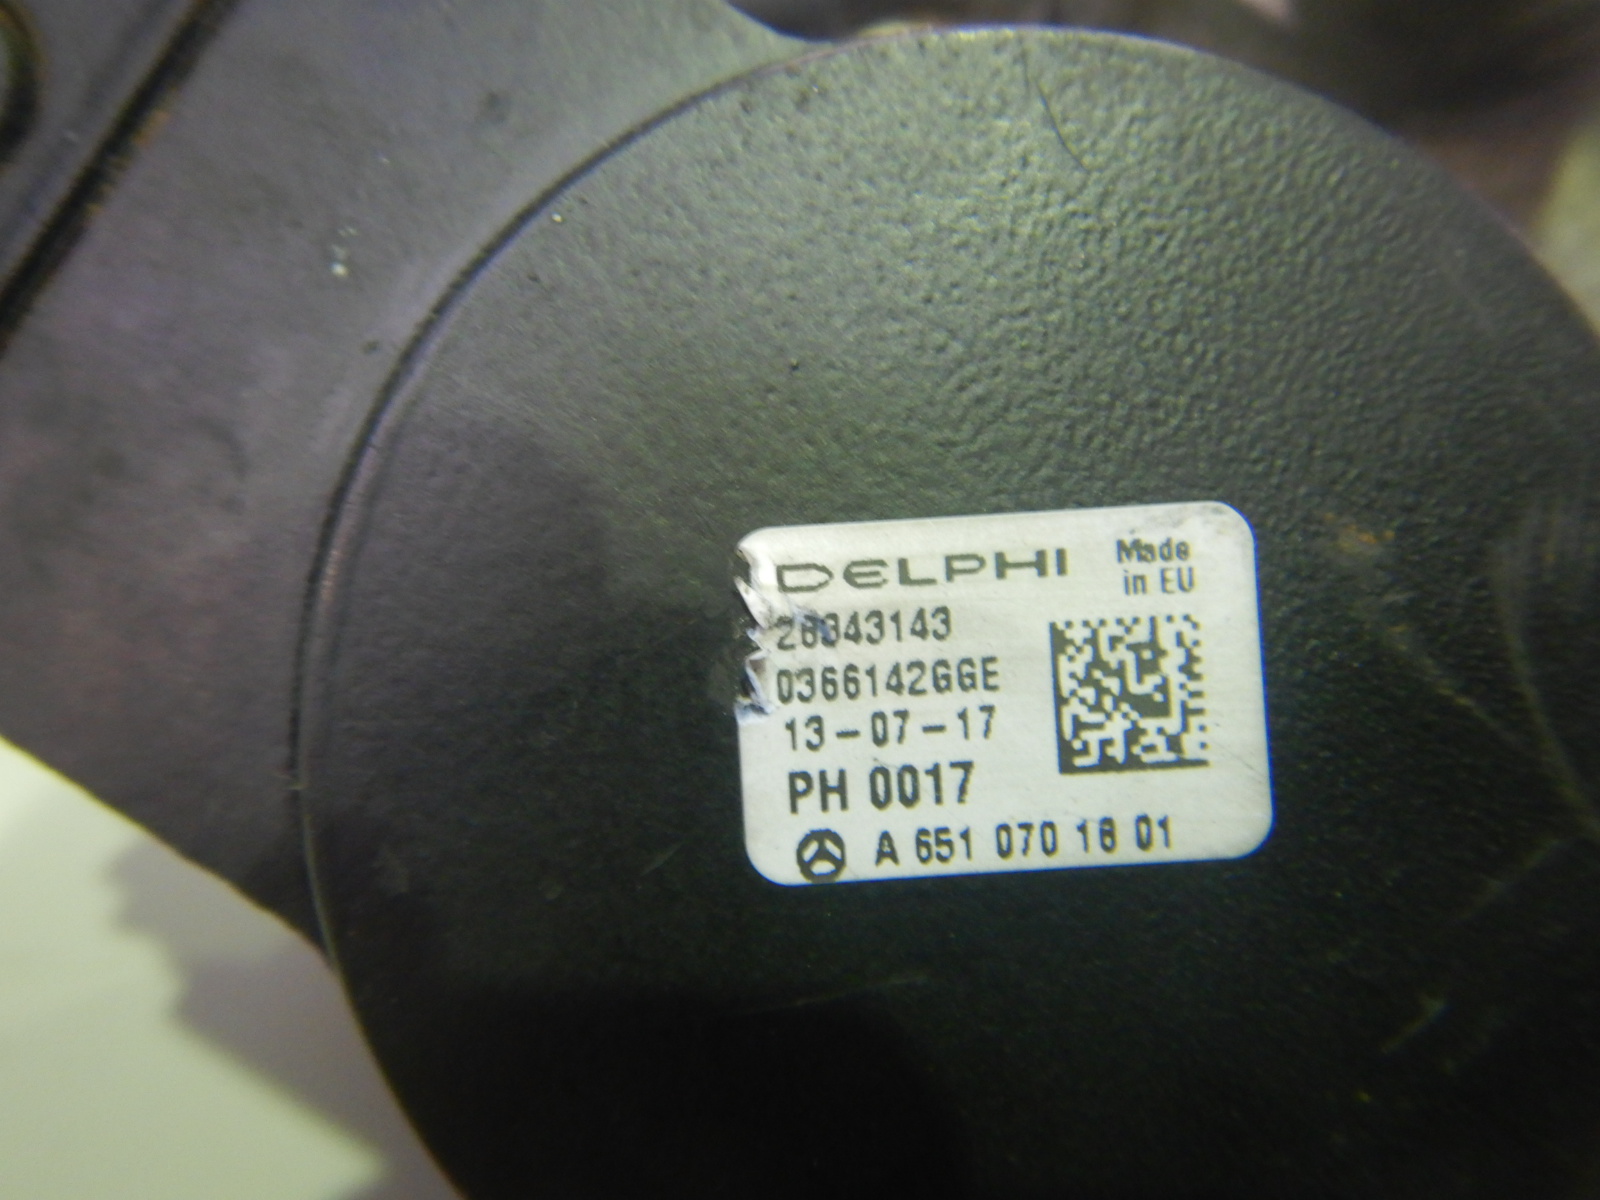 DELPHI
Made
in EU
28343143
0366142GGE
13-07-17
PH 0017
A 651 070 18 01